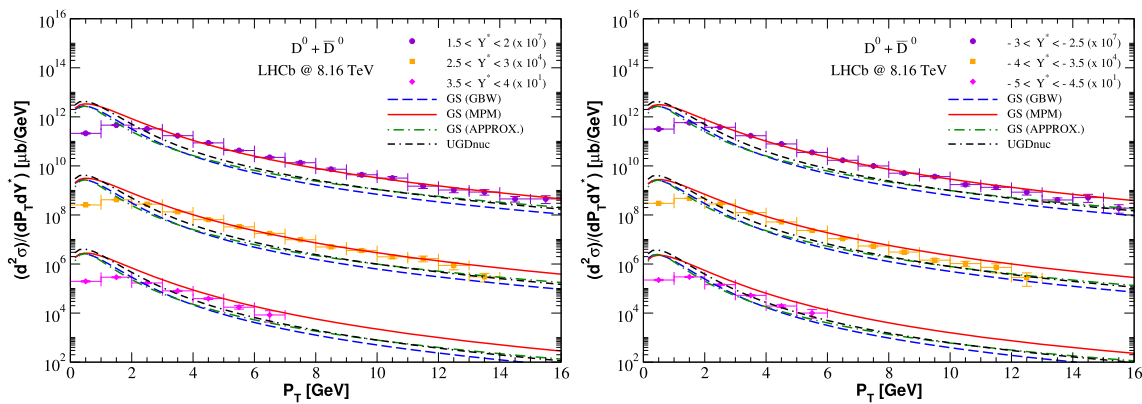 10^16
10^14
10^12
10^10
10^8
10^6
10^4
10^2
(d²σ)/(dP_T dY*) [μb/GeV]
D^0 + D̅^0
LHCb @ 8.16 TeV
1.5 < Y* < 2 (x 10^7)
2.5 < Y* < 3 (x 10^4)
3.5 < Y* < 4 (x 10^1)
GS (GBW)
GS (MPM)
GS (APPROX.)
UGDnuc
0 2 4 6 8 10 12 14 16
P_T [GeV]
10^16
10^14
10^12
10^10
10^8
10^6
10^4
10^2
(d²σ)/(dP_T dY*) [μb/GeV]
D^0 + D̅^0
LHCb @ 8.16 TeV
- 3 < Y* < - 2.5 (x 10^7)
- 4 < Y* < - 3.5 (x 10^4)
- 5 < Y* < - 4.5 (x 10^1)
GS (GBW)
GS (MPM)
GS (APPROX.)
UGDnuc
0 2 4 6 8 10 12 14 16
P_T [GeV]